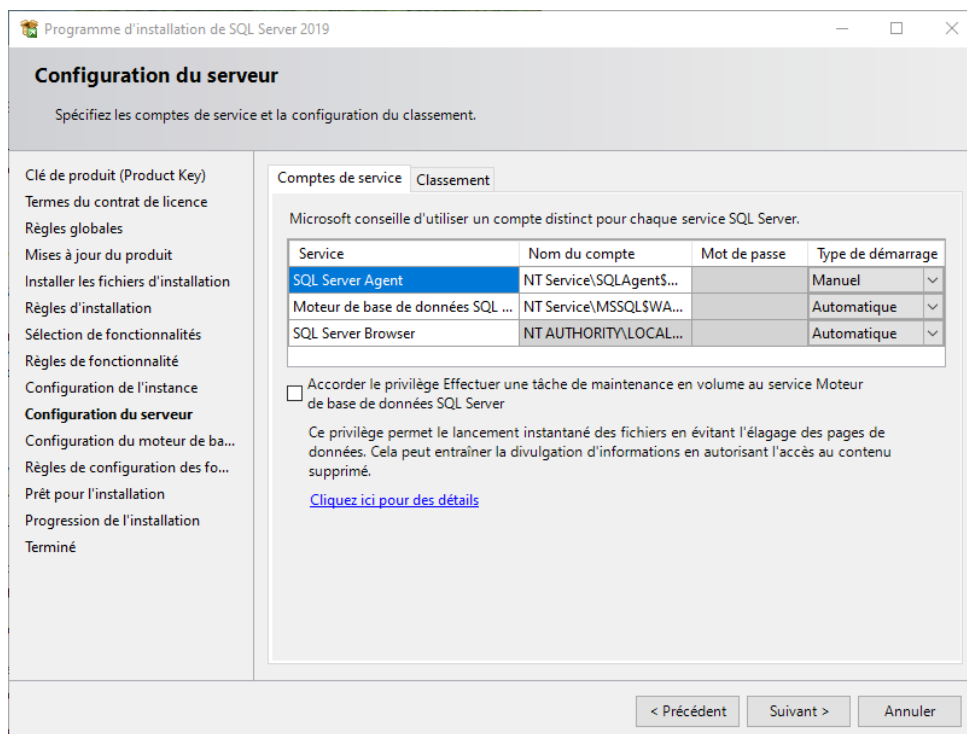 Programme d'installation de SQL Server 2019
Configuration du serveur
Spécifiez les comptes de service et la configuration du classement.
Clé de produit (Product Key)
Termes du contrat de licence
Règles globales
Mises à jour du produit
Installer les fichiers d'installation
Règles d'installation
Sélection de fonctionnalités
Règles de fonctionnalité
Configuration de l'instance
Configuration du serveur
Configuration du moteur de ba...
Règles de configuration des fo...
Prêt pour l'installation
Progression de l'installation
Terminé
Comptes de service Classement
Microsoft conseille d'utiliser un compte distinct pour chaque service SQL Server.
Service Nom du compte Mot de passe Type de démarrage
SQL Server Agent NT Service\SQLAgent$... Manuel
Moteur de base de données SQL ... NT Service\MSSQL$WA... Automatique
SQL Server Browser NT AUTHORITY\LOCAL... Automatique
Accorder le privilège Effectuer une tâche de maintenance en volume au service Moteur
de base de données SQL Server
Ce privilège permet le lancement instantané des fichiers en évitant l'élagage des pages de
données. Cela peut entraîner la divulgation d'informations en autorisant l'accès au contenu
supprimé.
Cliquez ici pour des détails
< Précédent Suivant > Annuler